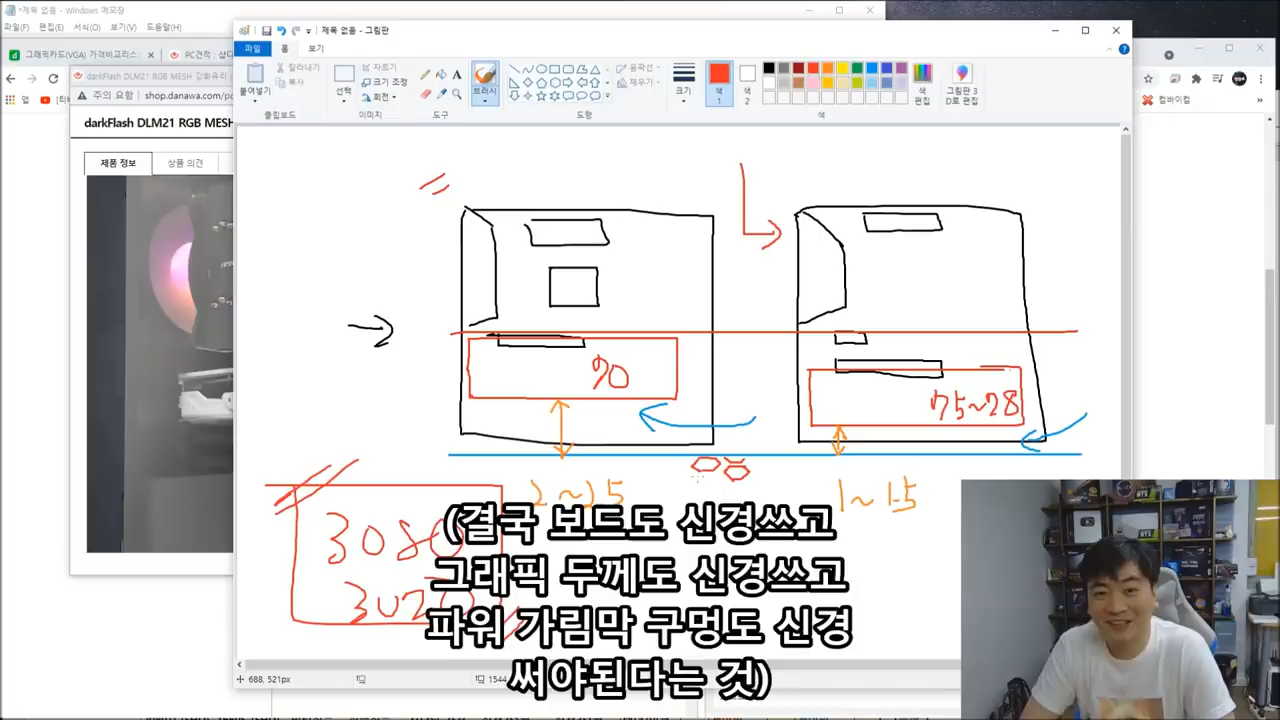 *제목 없음 - Windows 메모장
파일(F) 편집(E) 서식(O) 보기(V) 도움말
그래픽카드(VGA) 가격비교리스
PC견적 : 샵다
darkFlash DLM21 RGB MESH 강화유리
주의 요함
shop.danawa.com/pc
앱
컴바이컴
darkFlash DLM21 RGB MESH
제품 정보
상품 의견
제목 없음 - 그림판
파일
홈
보기
붙여넣기
잘라내기
복사
클립보드
선택
자르기
크기 조정
회전
이미지
도구
브러시
윤곽선
채우기
도형
크기
색 1
색 2
색 편집
그림판 3D로 편집
색
90
75~78
2~2.5
1~1.5
3080
3070
(결국 보드도 신경쓰고
그래픽 두께도 신경쓰고
파워 가림막 구멍도 신경
써야된다는 것)
688, 521px
1544